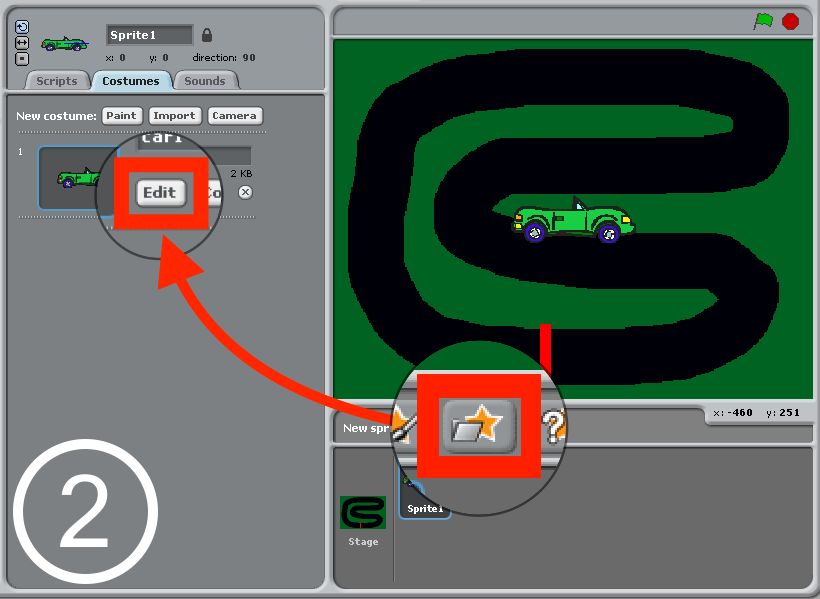 Sprite1
x: 0 y: 0 direction: 90
Scripts Costumes Sounds
New costume: Paint Import Camera
1
car1
2 KB
Edit Co
x: -460 y: 251
New spr
Sprite1
Stage
2